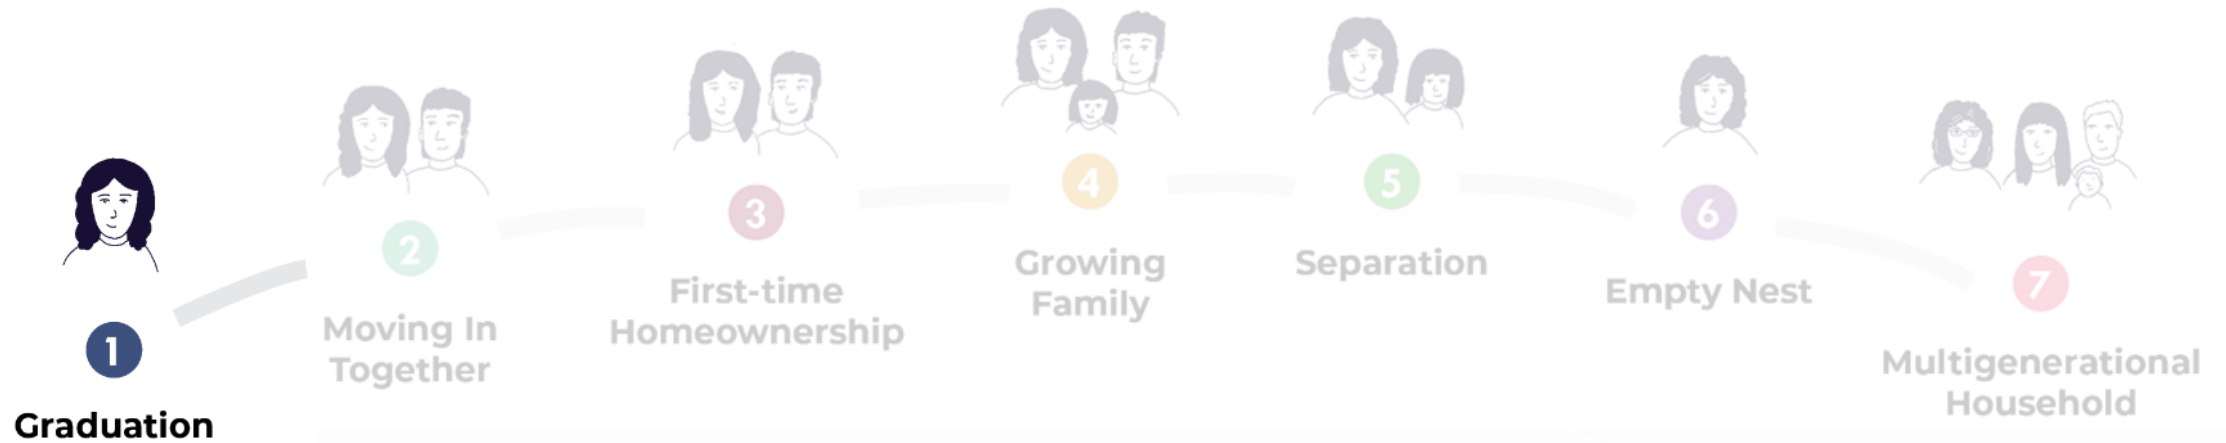 1
Graduation
2
Moving In
Together
3
First-time
Homeownership
4
Growing
Family
5
Separation
6
Empty Nest
7
Multigenerational
Household